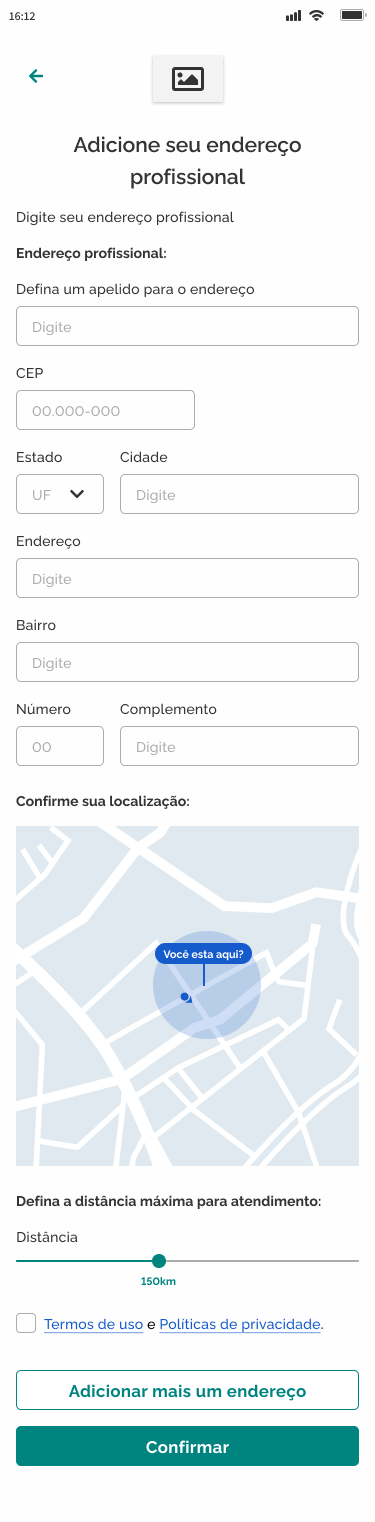 16:12
Adicione seu endereço
profissional
Digite seu endereço profissional
Endereço profissional:
Defina um apelido para o endereço
Digite
CEP
00.000-000
Estado Cidade
UF Digite
Endereço
Digite
Bairro
Digite
Número Complemento
00 Digite
Confirme sua localização:
Você esta aqui?
Defina a distância máxima para atendimento:
Distância
150km
Termos de uso e Políticas de privacidade.
Adicionar mais um endereço
Confirmar